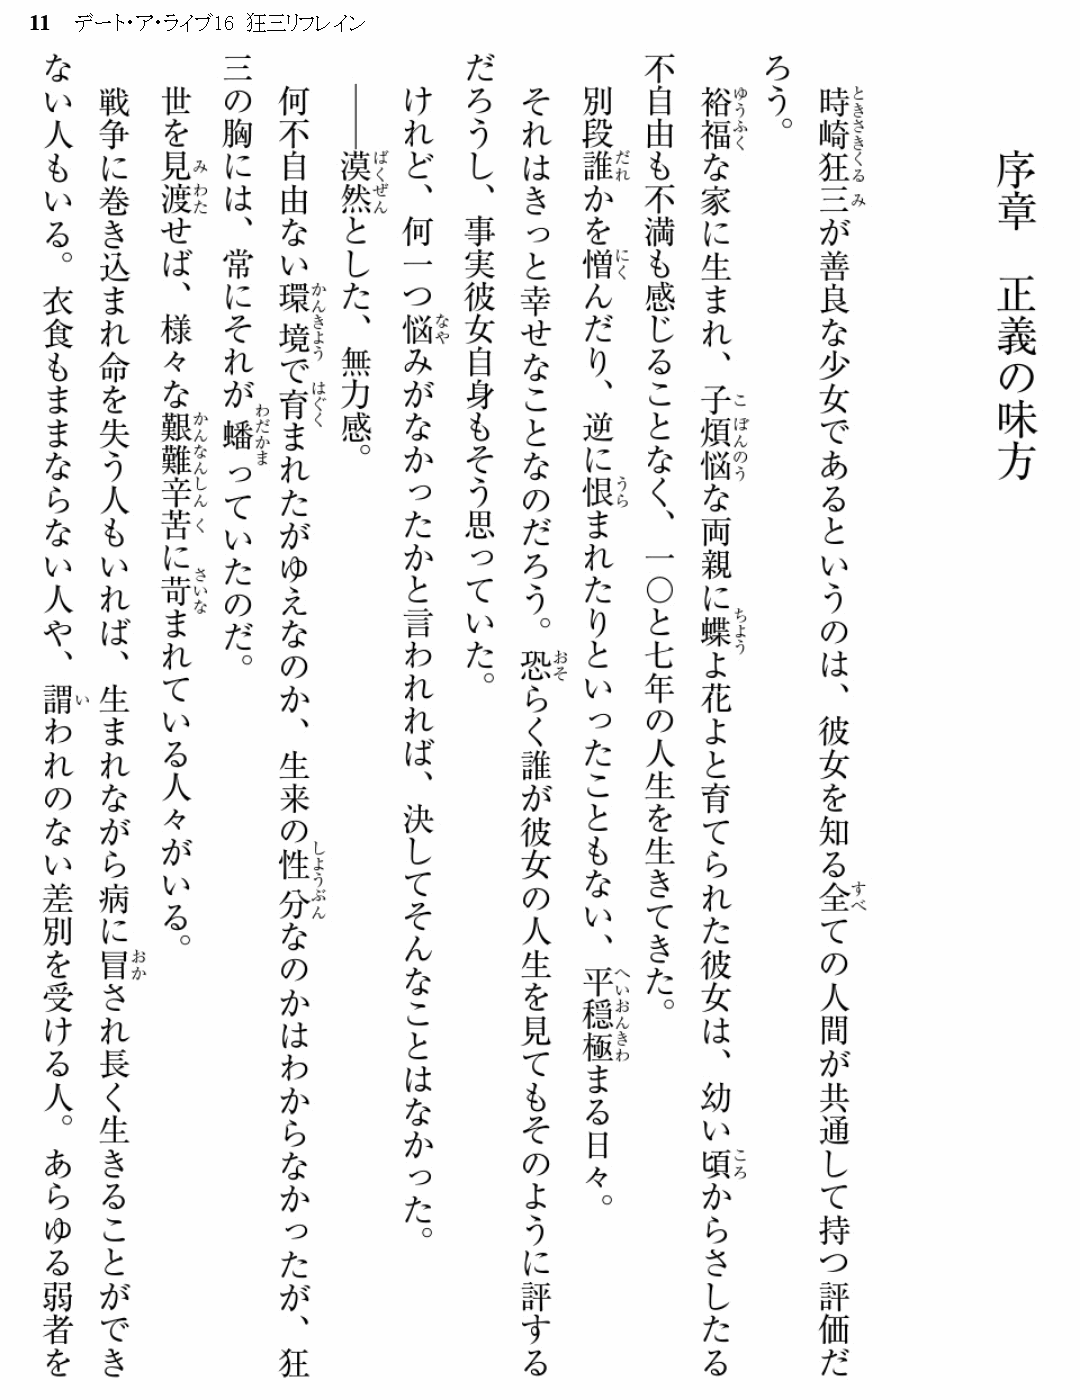 11 デート・ア・ライブ16 狂三リフレイン
序章 正義の味方
時崎狂三が善良な少女であるというのは、彼女を知る全ての人間が共通して持つ評価だ
ろう。
裕福な家に生まれ、子煩悩な両親に蝶よ花よと育てられた彼女は、幼い頃からさしたる
不自由も不満も感じることなく、一〇と七年の人生を生きてきた。
別段誰かを憎んだり、逆に恨まれたりといったこともない、平穏極まる日々。
それはきっと幸せなことなのだろう。恐らく誰が彼女の人生を見てもそのように評する
だろうし、事実彼女自身もそう思っていた。
けれど、何一つ悩みがなかったかと言われれば、決してそんなことはなかった。
――漠然とした、無力感。
何不自由ない環境で育まれたがゆえなのか、生来の性分なのかはわからなかったが、狂
三の胸には、常にそれが蟠っていたのだ。
世を見渡せば、様々な艱難辛苦に苛まれている人々がいる。
戦争に巻き込まれ命を失う人もいれば、生まれながら病に冒され長く生きることができ
ない人もいる。衣食もままならない人や、謂われのない差別を受ける人。あらゆる弱者を